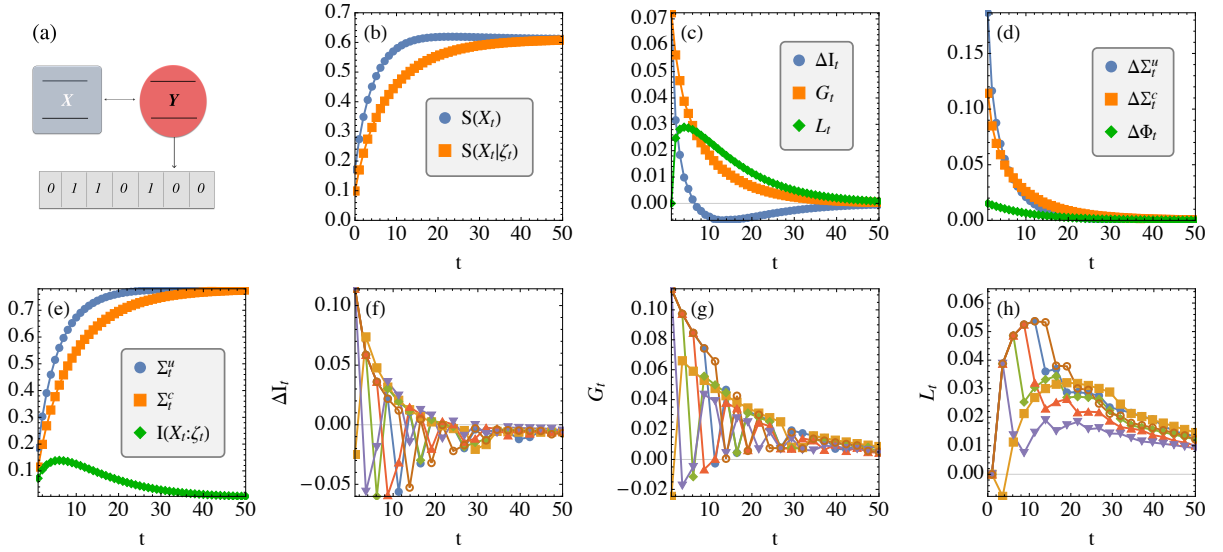 (a)
X
Y
0 1 1 0 1 0 0
(b)
S(X_t)
S(X_t|ζ_t)
0.7
0.6
0.5
0.4
0.3
0.2
0.1
0.0
0 10 20 30 40 50
t
(c)
ΔI_t
G_t
L_t
0.07
0.06
0.05
0.04
0.03
0.02
0.01
0.00
10 20 30 40 50
t
(d)
ΔΣ_t^u
ΔΣ_t^c
ΔΦ_t
0.15
0.10
0.05
0.00
10 20 30 40 50
t
(e)
Σ_t^u
Σ_t^c
I(X_t:ζ_t)
0.7
0.6
0.5
0.4
0.3
0.2
0.1
10 20 30 40 50
t
(f)
ΔI_t
0.10
0.05
0.00
−0.05
10 20 30 40 50
t
(g)
G_t
0.10
0.08
0.06
0.04
0.02
0.00
−0.02
10 20 30 40 50
t
(h)
L_t
0.06
0.05
0.04
0.03
0.02
0.01
0.00
0 10 20 30 40 50
t